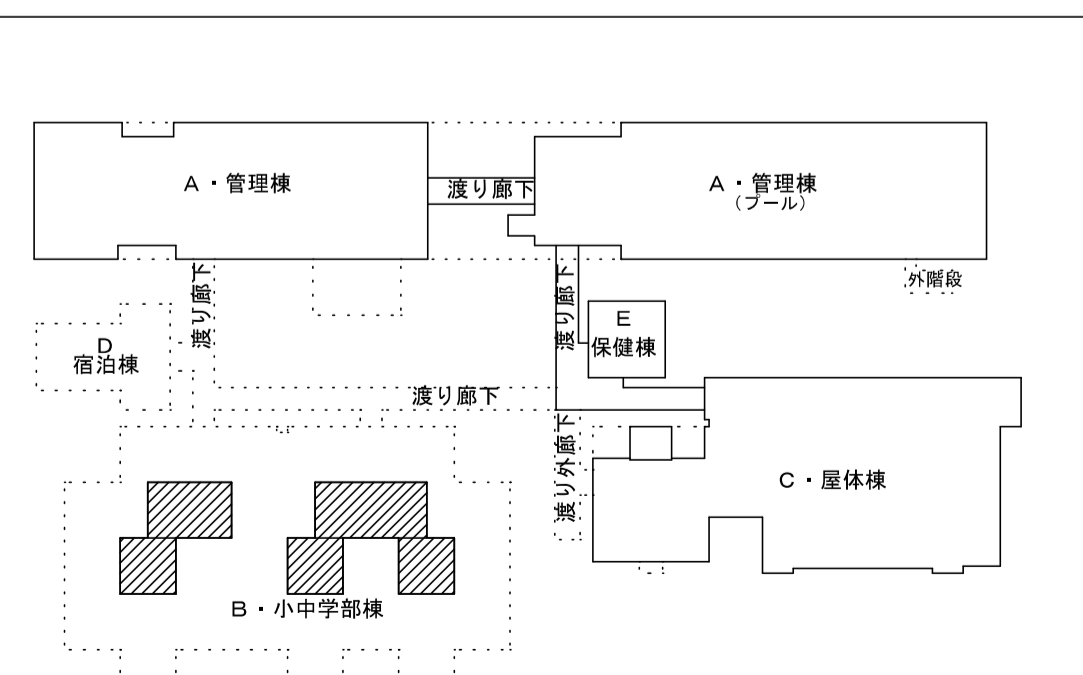 A・管理棟
渡り廊下
A・管理棟
(プール)
渡り廊下
渡り廊下
外階段
D
宿泊棟
E
保健棟
渡り廊下
渡り外廊下
C・屋体棟
B・小中学部棟